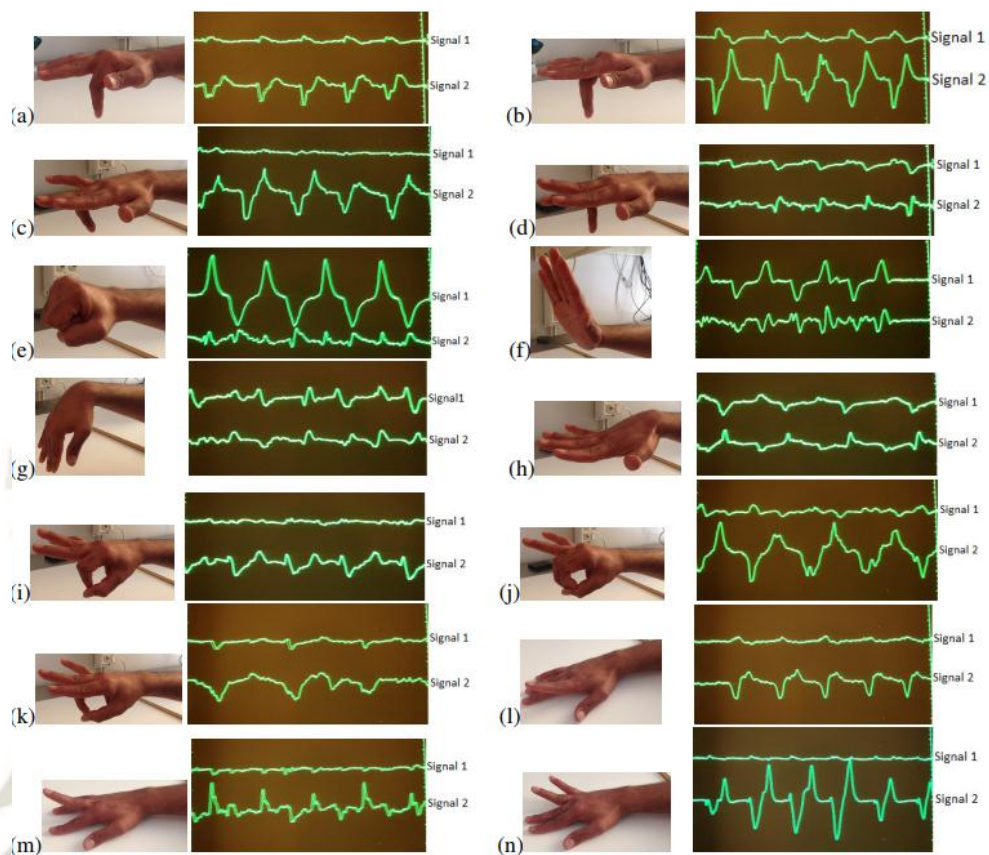 (a) Signal 1
Signal 2
(b) Signal 1
Signal 2
(c) Signal 1
Signal 2
(d) Signal 1
Signal 2
(e) Signal 1
Signal 2
(f) Signal 1
Signal 2
(g) Signal1
Signal 2
(h) Signal 1
Signal 2
(i) Signal 1
Signal 2
(j) Signal 1
Signal 2
(k) Signal 1
Signal 2
(l) Signal 1
Signal 2
(m) Signal 1
Signal 2
(n) Signal 1
Signal 2